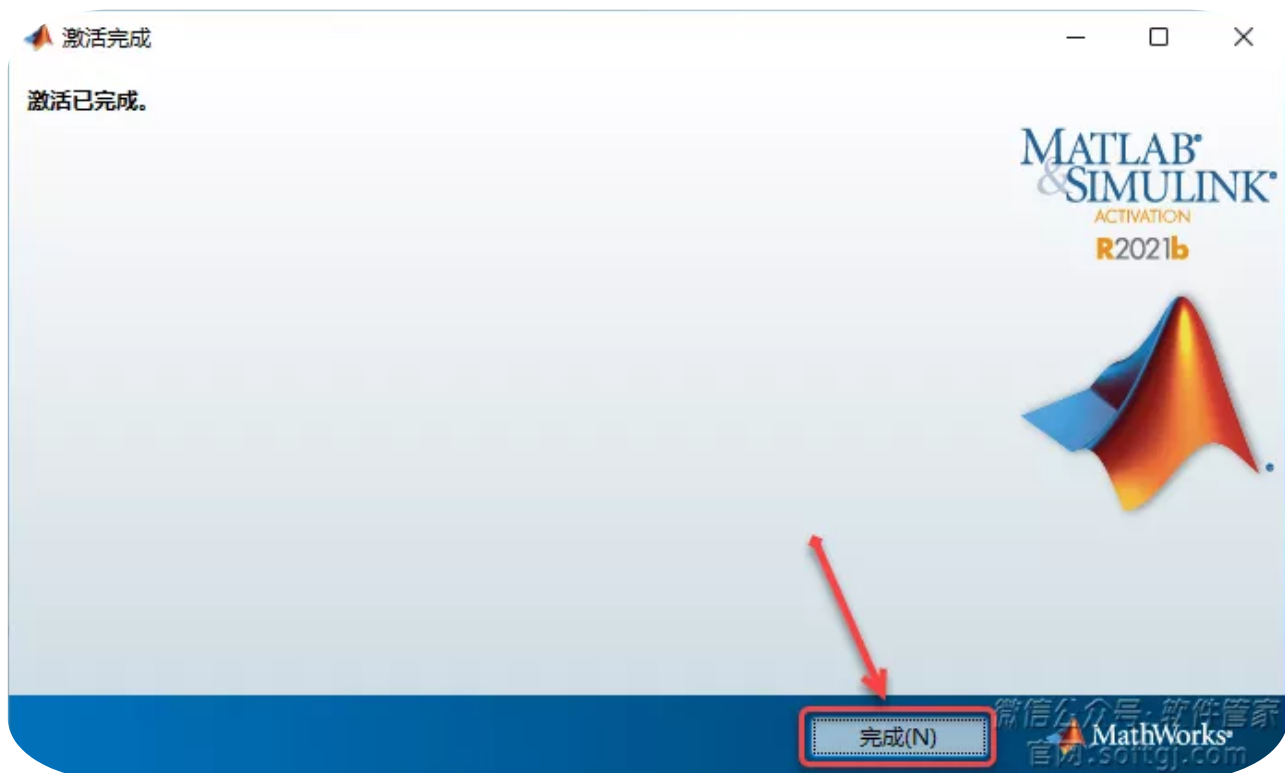 激活完成
激活已完成。
MATLAB®
&SIMULINK®
ACTIVATION
R2021b
完成(N)
MathWorks®
微信公众号:软件管家
官网:softgj.com